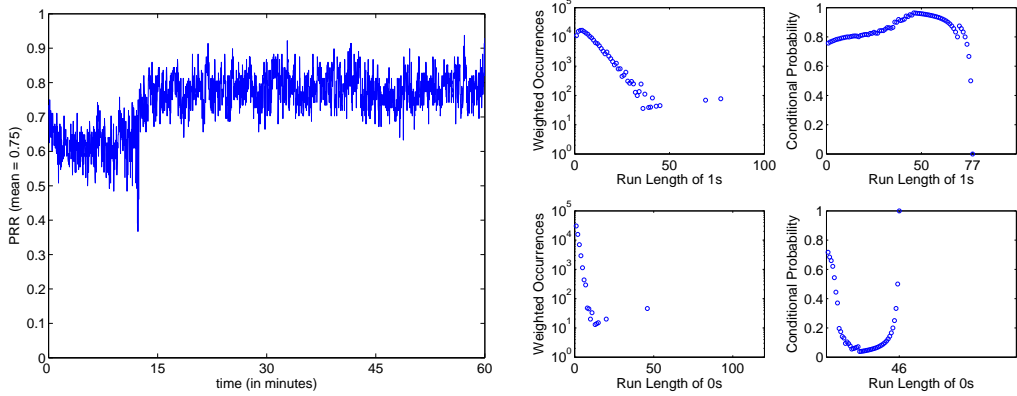 PRR (mean = 0.75)
1
0.9
0.8
0.7
0.6
0.5
0.4
0.3
0.2
0.1
0
0 15 30 45 60
time (in minutes)
Weighted Occurrences
10^5
10^4
10^3
10^2
10^1
10^0
0 50 100
Run Length of 1s
Conditional Probability
1
0.8
0.6
0.4
0.2
0
0 50 77
Run Length of 1s
Weighted Occurrences
10^5
10^4
10^3
10^2
10^1
10^0
0 50 100
Run Length of 0s
Conditional Probability
1
0.8
0.6
0.4
0.2
0
46
Run Length of 0s